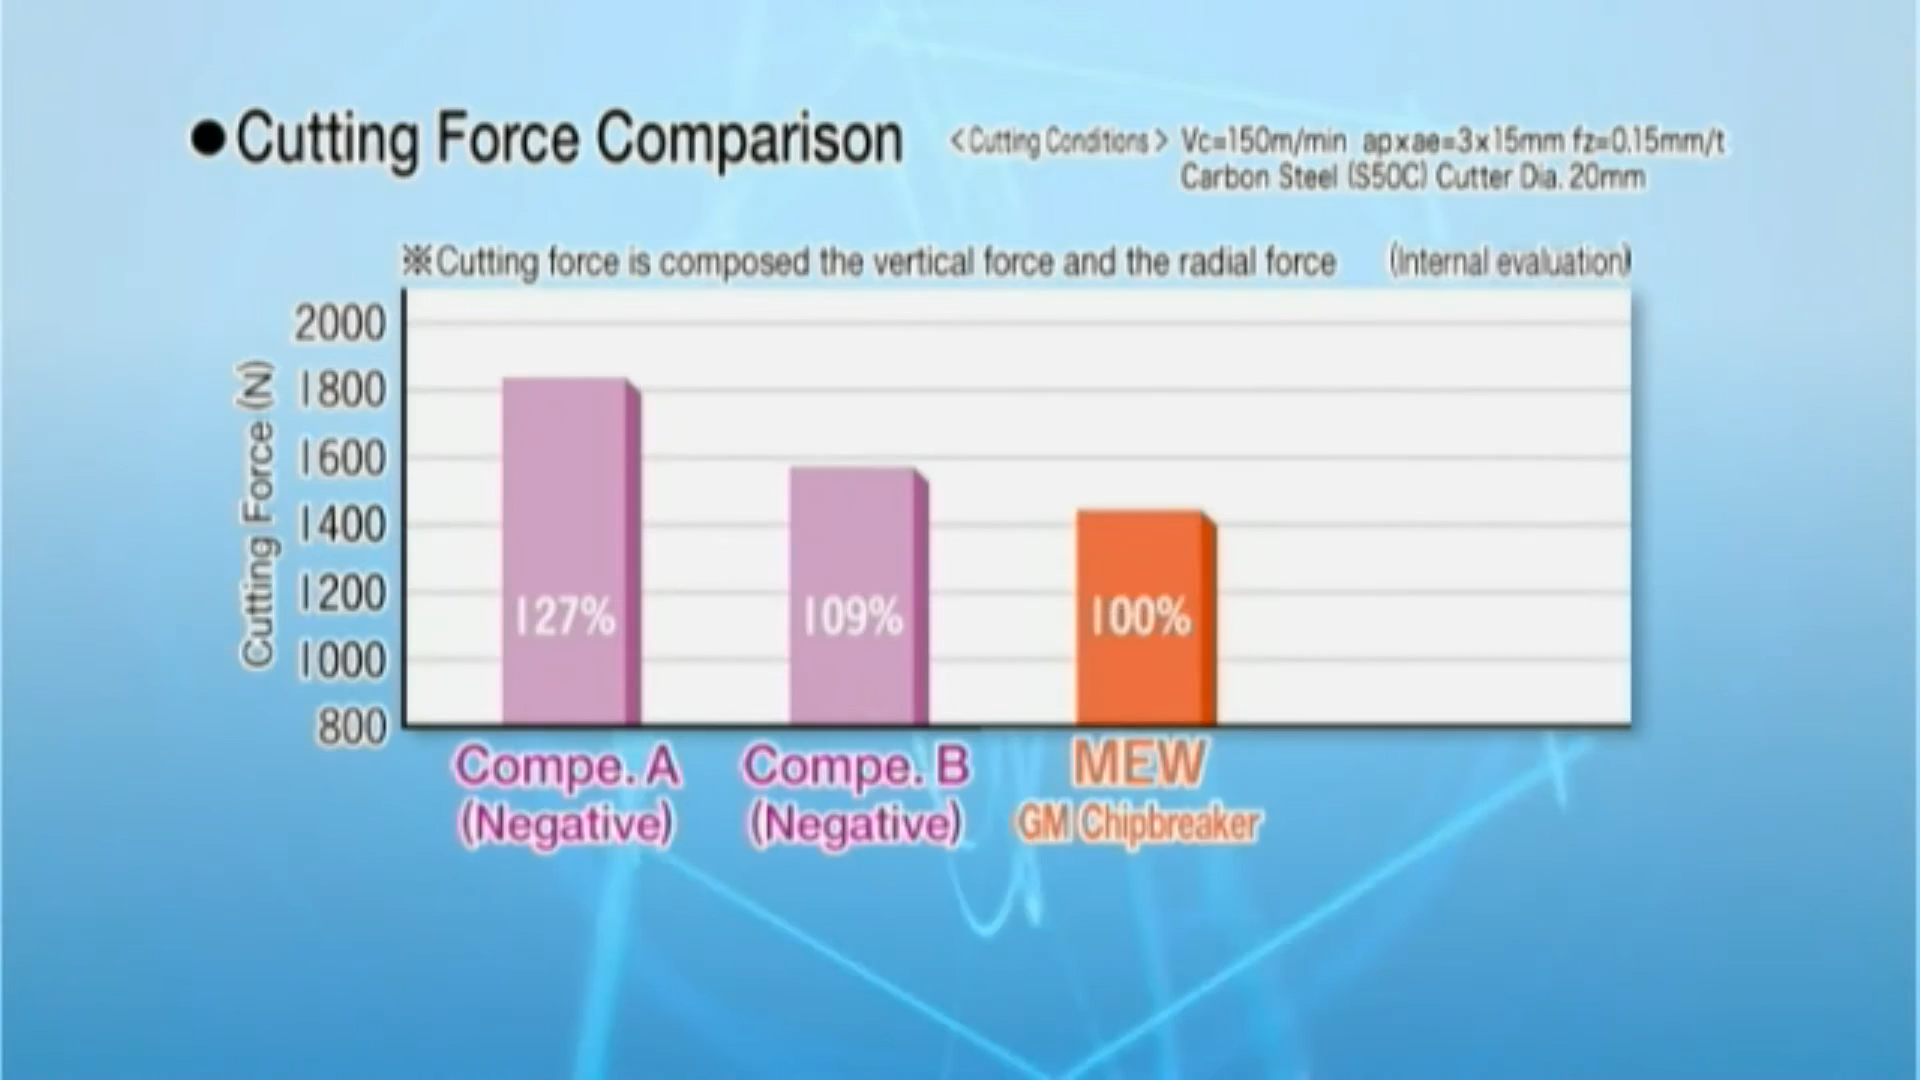 ●Cutting Force Comparison
<Cutting Conditions> Vc=150m/min apxae=3x15mm fz=0.15mm/t
Carbon Steel (S50C) Cutter Dia. 20mm
※Cutting force is composed the vertical force and the radial force (Internal evaluation)
Cutting Force (N)
2000
1800
1600
1400
1200
1000
800
127%
109%
100%
Compe. A
(Negative)
Compe. B
(Negative)
MEW
GM Chipbreaker